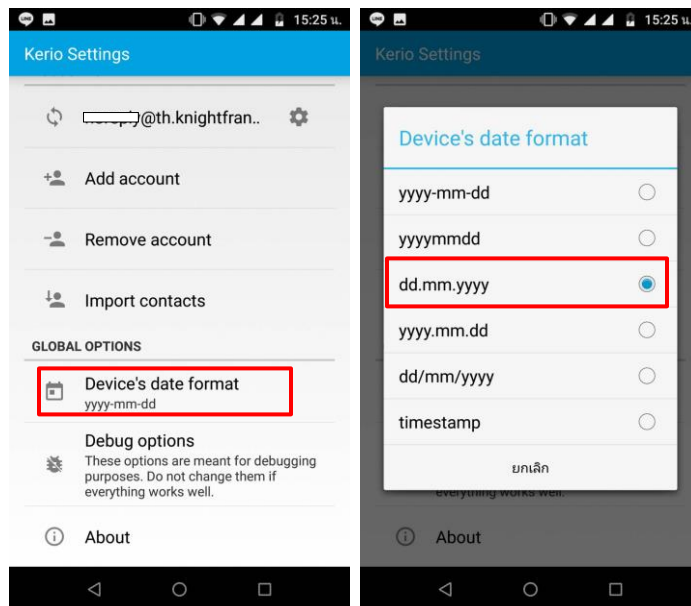 15:25 น.
Kerio Settings
@th.knightfran..
Add account
Remove account
Import contacts
GLOBAL OPTIONS
Device's date format
yyyy-mm-dd
Debug options
These options are meant for debugging
purposes. Do not change them if
everything works well.
About
15:25 น.
Kerio Settings
Device's date format
yyyy-mm-dd
yyyymmdd
dd.mm.yyyy
yyyy.mm.dd
dd/mm/yyyy
timestamp
ยกเลิก
everything works well.
About